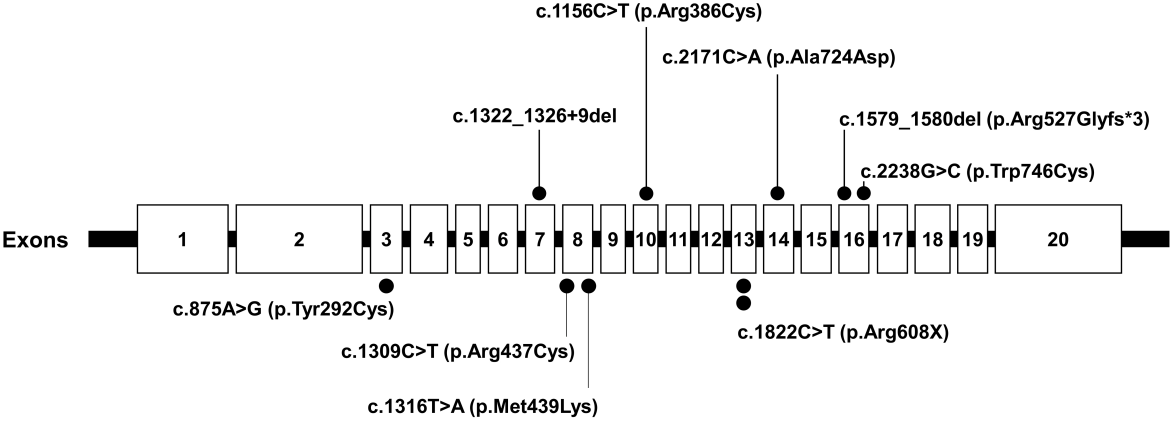 c.1156C>T (p.Arg386Cys)
c.2171C>A (p.Ala724Asp)
c.1322_1326+9del
c.1579_1580del (p.Arg527Glyfs*3)
c.2238G>C (p.Trp746Cys)
Exons 1 2 3 4 5 6 7 8 9 10 11 12 13 14 15 16 17 18 19 20
c.875A>G (p.Tyr292Cys)
c.1822C>T (p.Arg608X)
c.1309C>T (p.Arg437Cys)
c.1316T>A (p.Met439Lys)